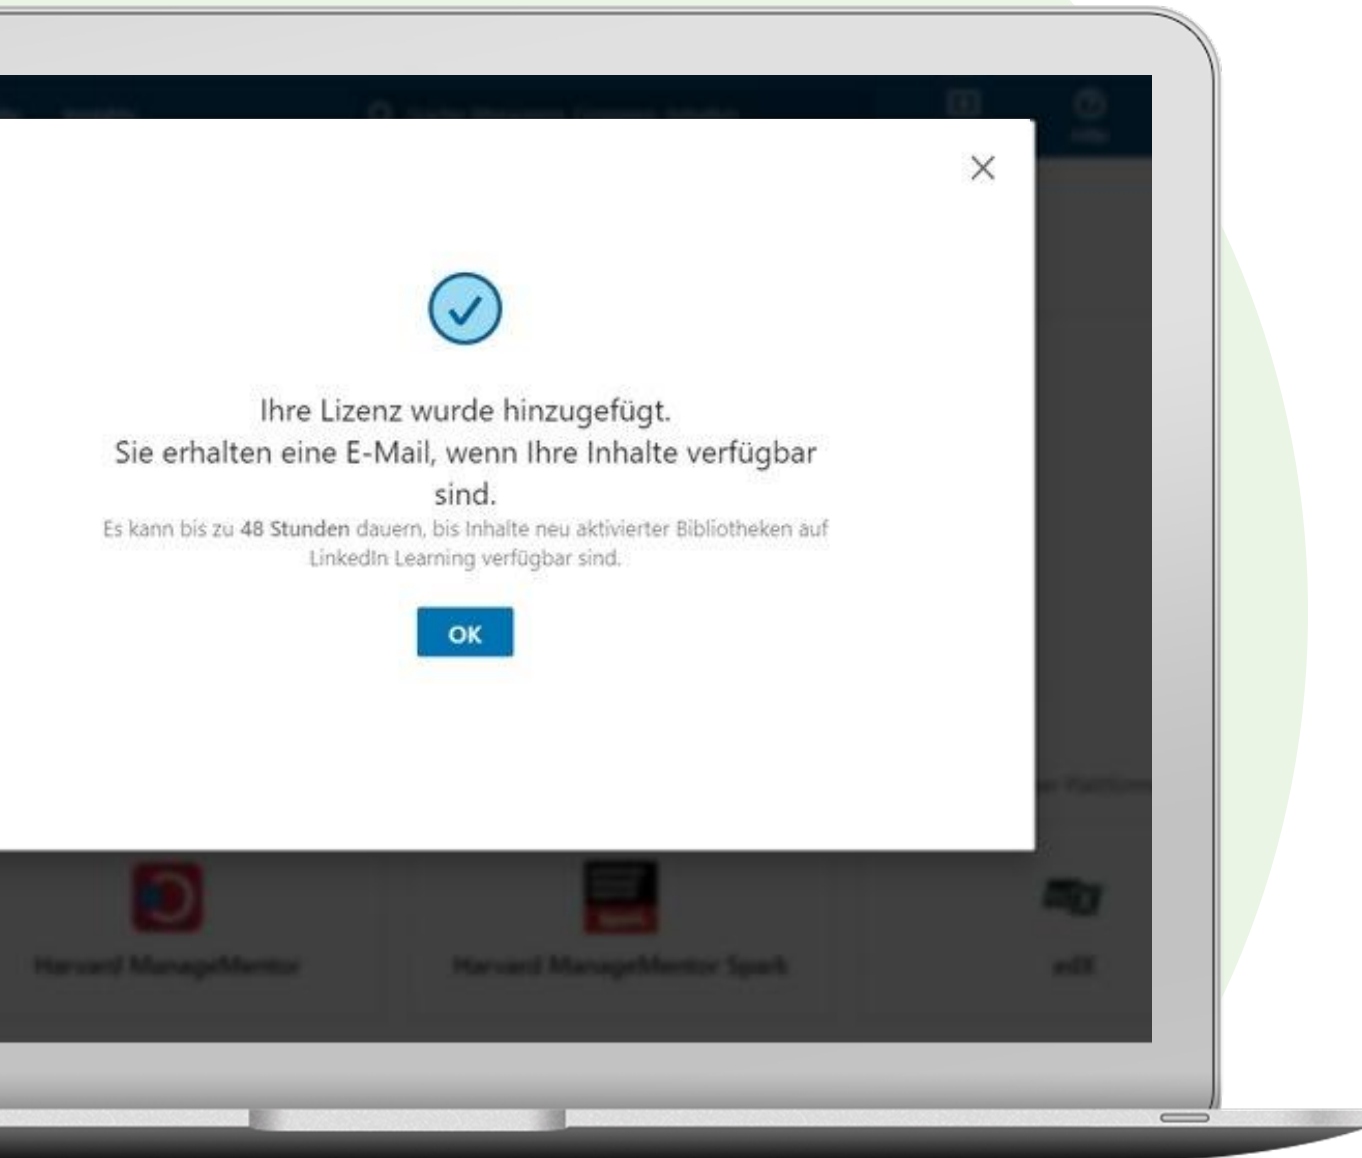 Ihre Lizenz wurde hinzugefügt.
Sie erhalten eine E-Mail, wenn Ihre Inhalte verfügbar
sind.
Es kann bis zu 48 Stunden dauern, bis Inhalte neu aktivierter Bibliotheken auf
LinkedIn Learning verfügbar sind.
OK
Harvard ManageMentor
Harvard ManageMentor Spark
edX